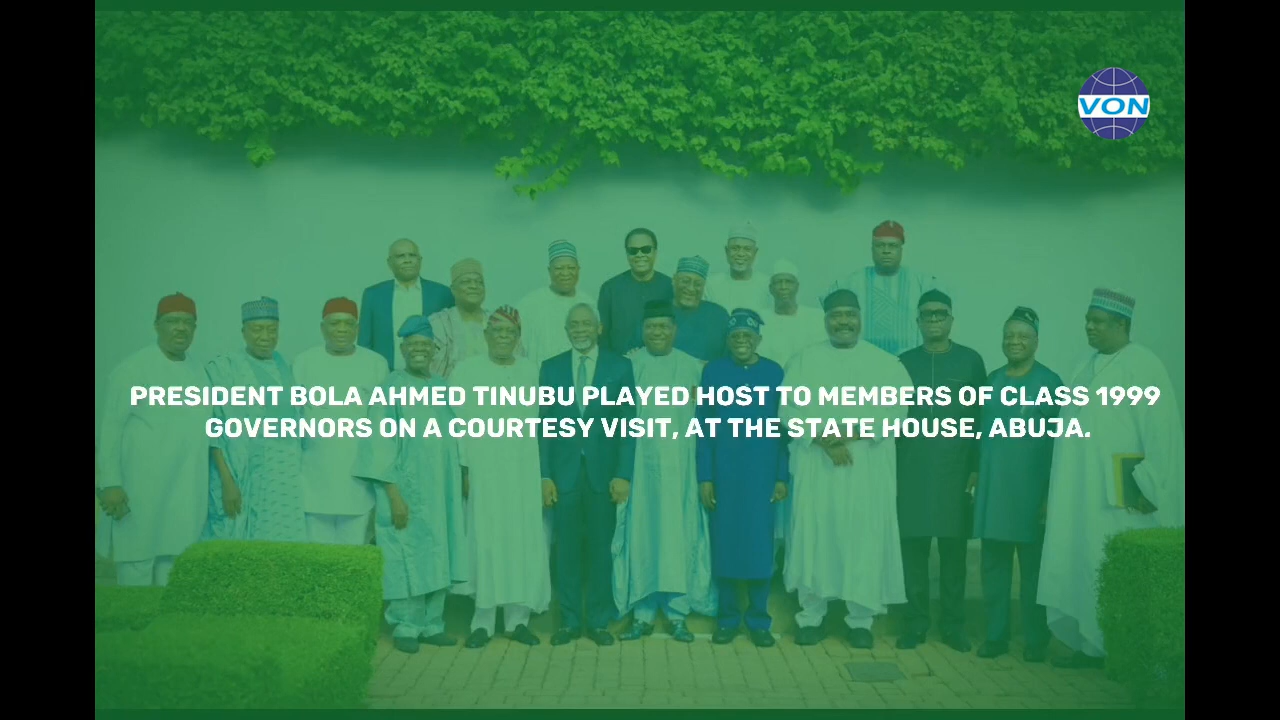 VON
PRESIDENT BOLA AHMED TINUBU PLAYED HOST TO MEMBERS OF CLASS 1999
GOVERNORS ON A COURTESY VISIT, AT THE STATE HOUSE, ABUJA.